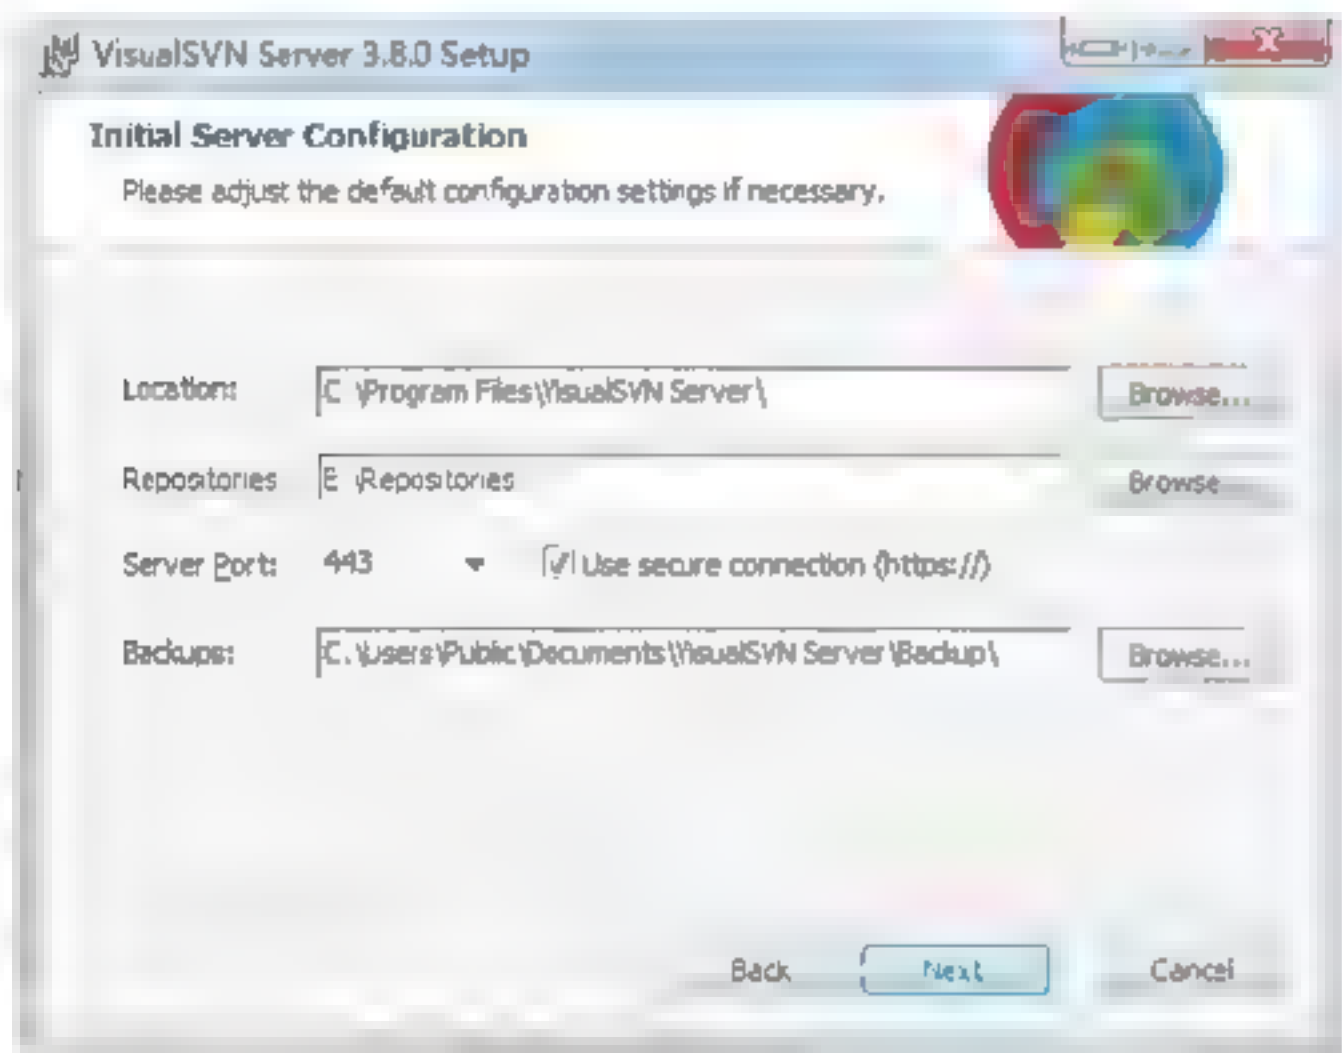 VisualSVN Server 3.8.0 Setup
Initial Server Configuration
Please adjust the default configuration settings if necessary.
Location: C:\Program Files\VisualSVN Server\ Browse...
Repositories E:\Repositories Browse
Server Port: 443 Use secure connection (https://)
Backups: C:\Users\Public\Documents\VisualSVN Server\Backup\ Browse...
Back Next Cancel